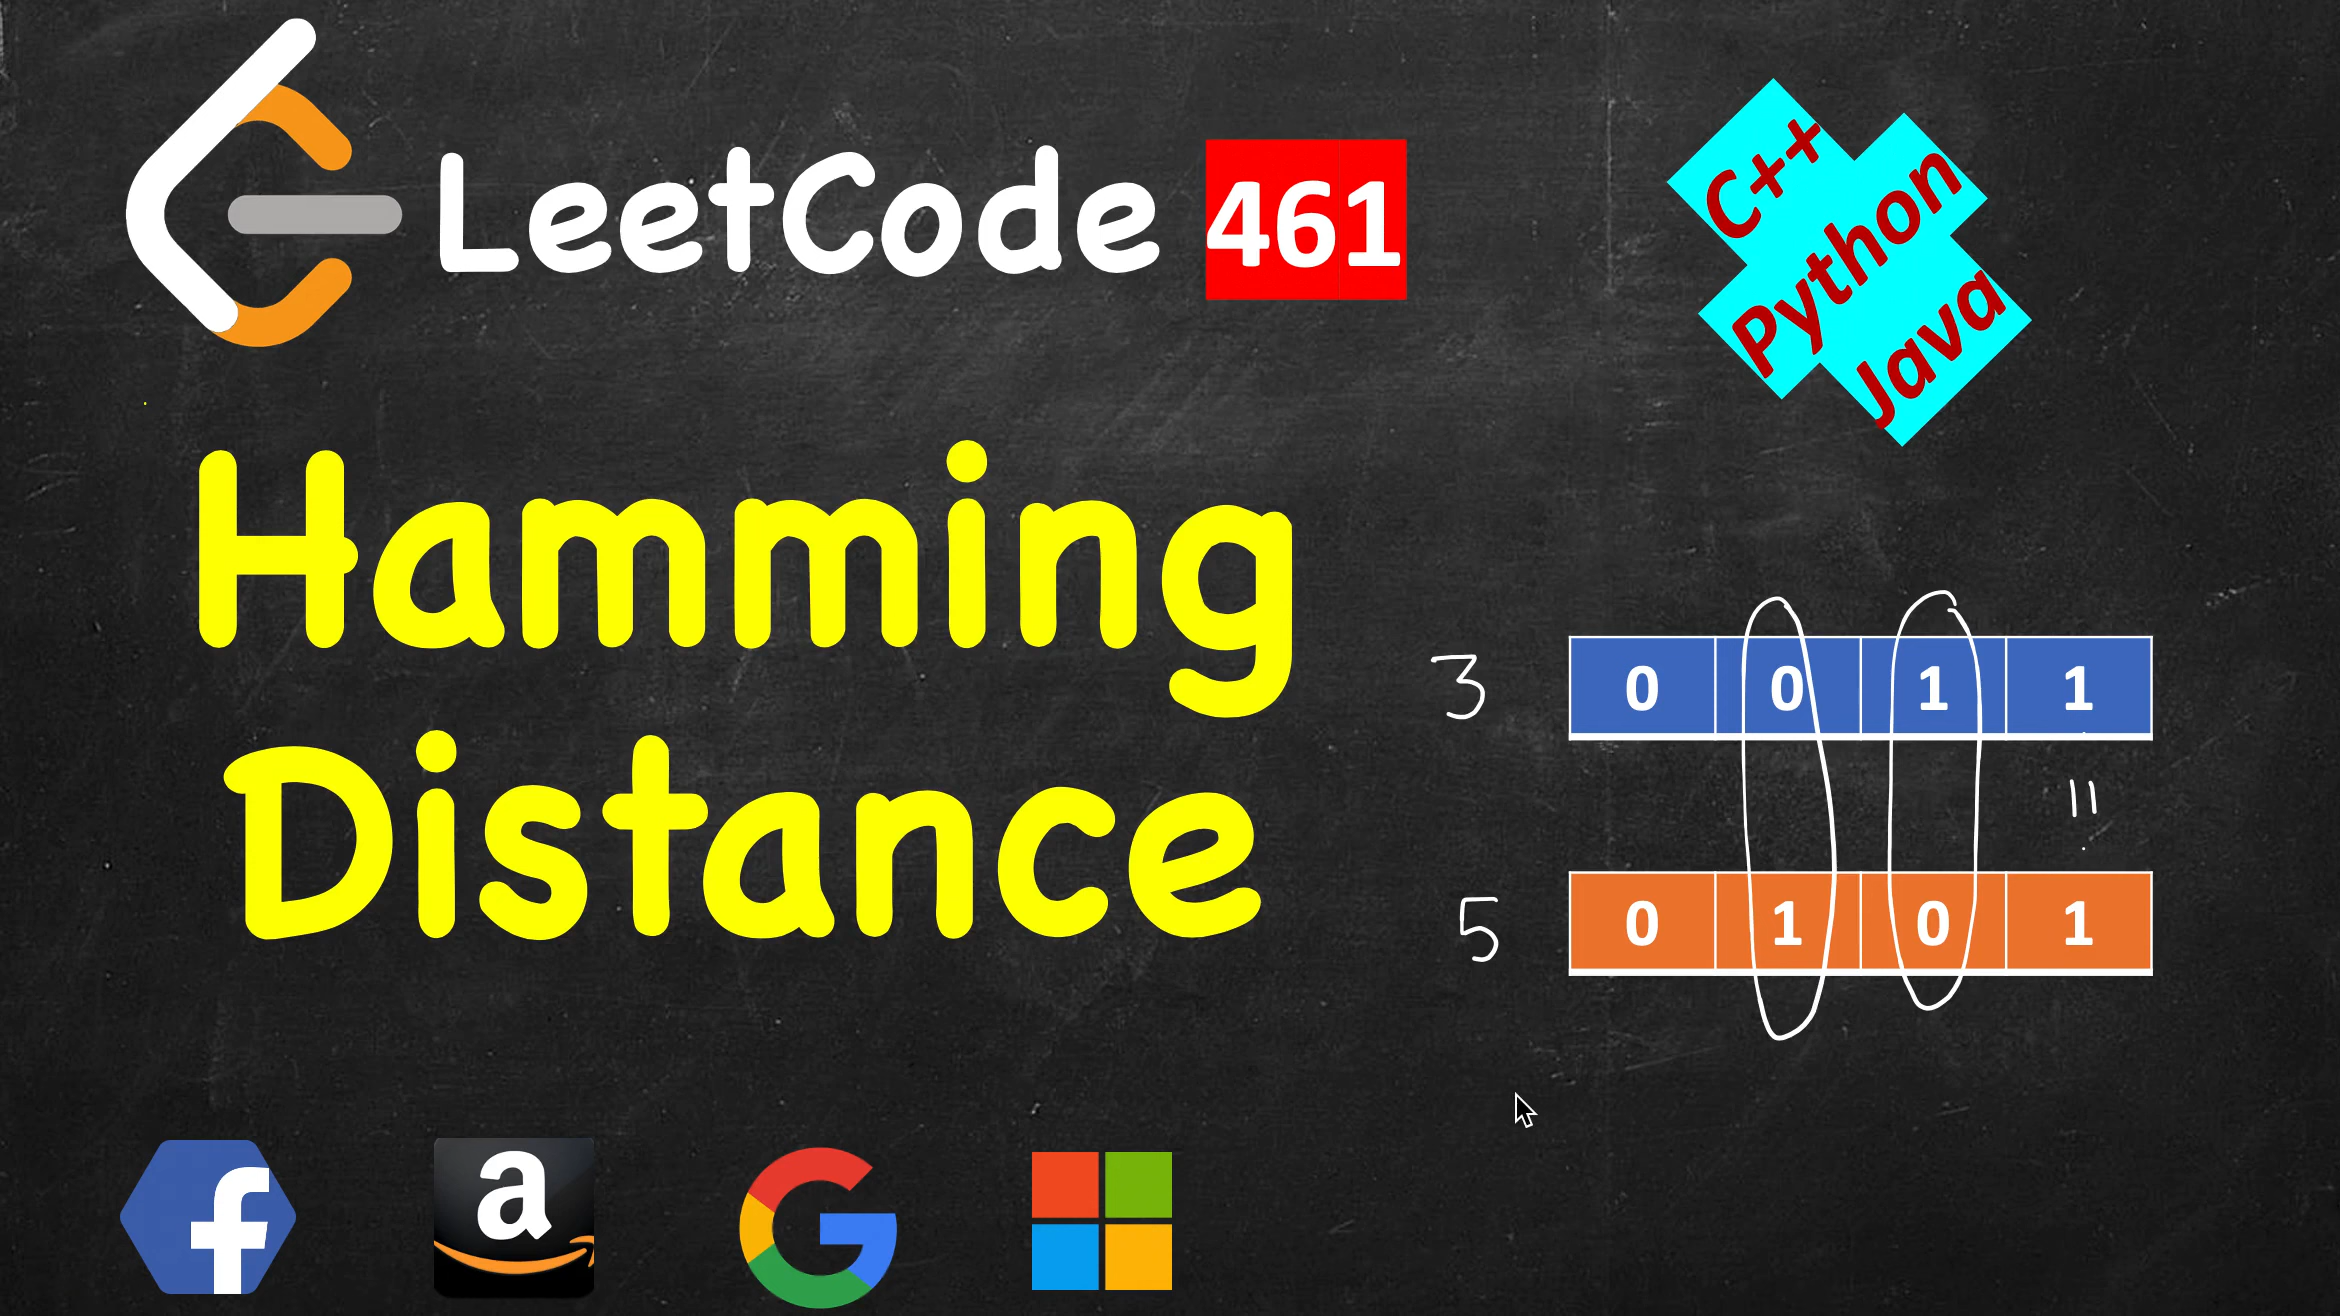 LeetCode 461
C++
Python
Java
Hamming
Distance
3 0 0 1 1
5 0 1 0 1
f a G